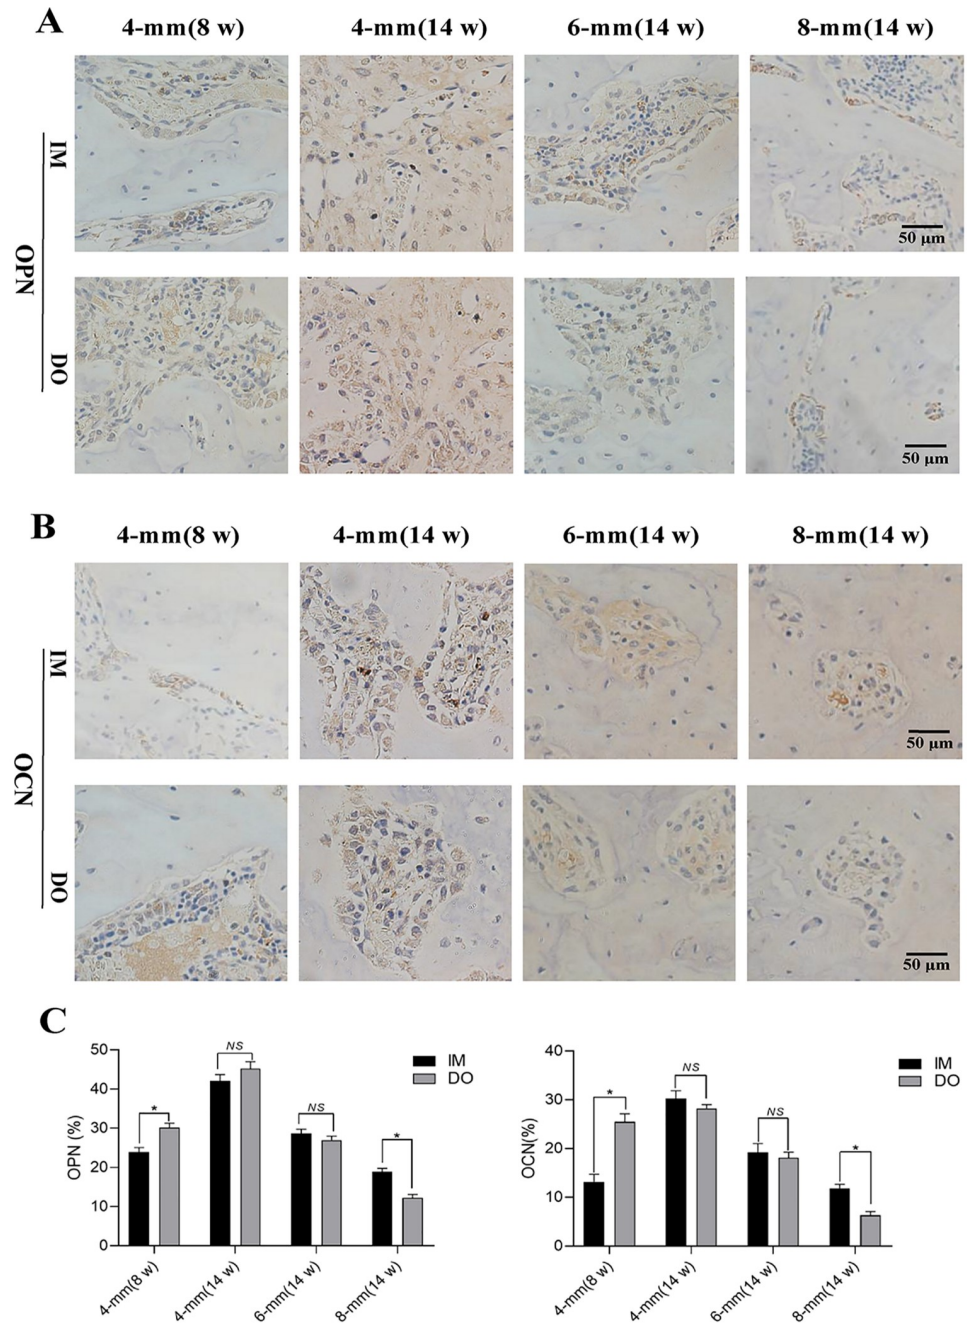 A
4-mm(8 w) 4-mm(14 w) 6-mm(14 w) 8-mm(14 w)
OPN
IM
50 µm
DO
50 µm
B
4-mm(8 w) 4-mm(14 w) 6-mm(14 w) 8-mm(14 w)
OCN
IM
50 µm
DO
50 µm
C
OPN (%)
50
40
30
20
10
0
*
NS
NS
*
IM
DO
4-mm(8 w)
4-mm(14 w)
6-mm(14 w)
8-mm(14 w)
OCN(%)
40
30
20
10
0
*
NS
NS
*
IM
DO
4-mm(8 w)
4-mm(14 w)
6-mm(14 w)
8-mm(14 w)